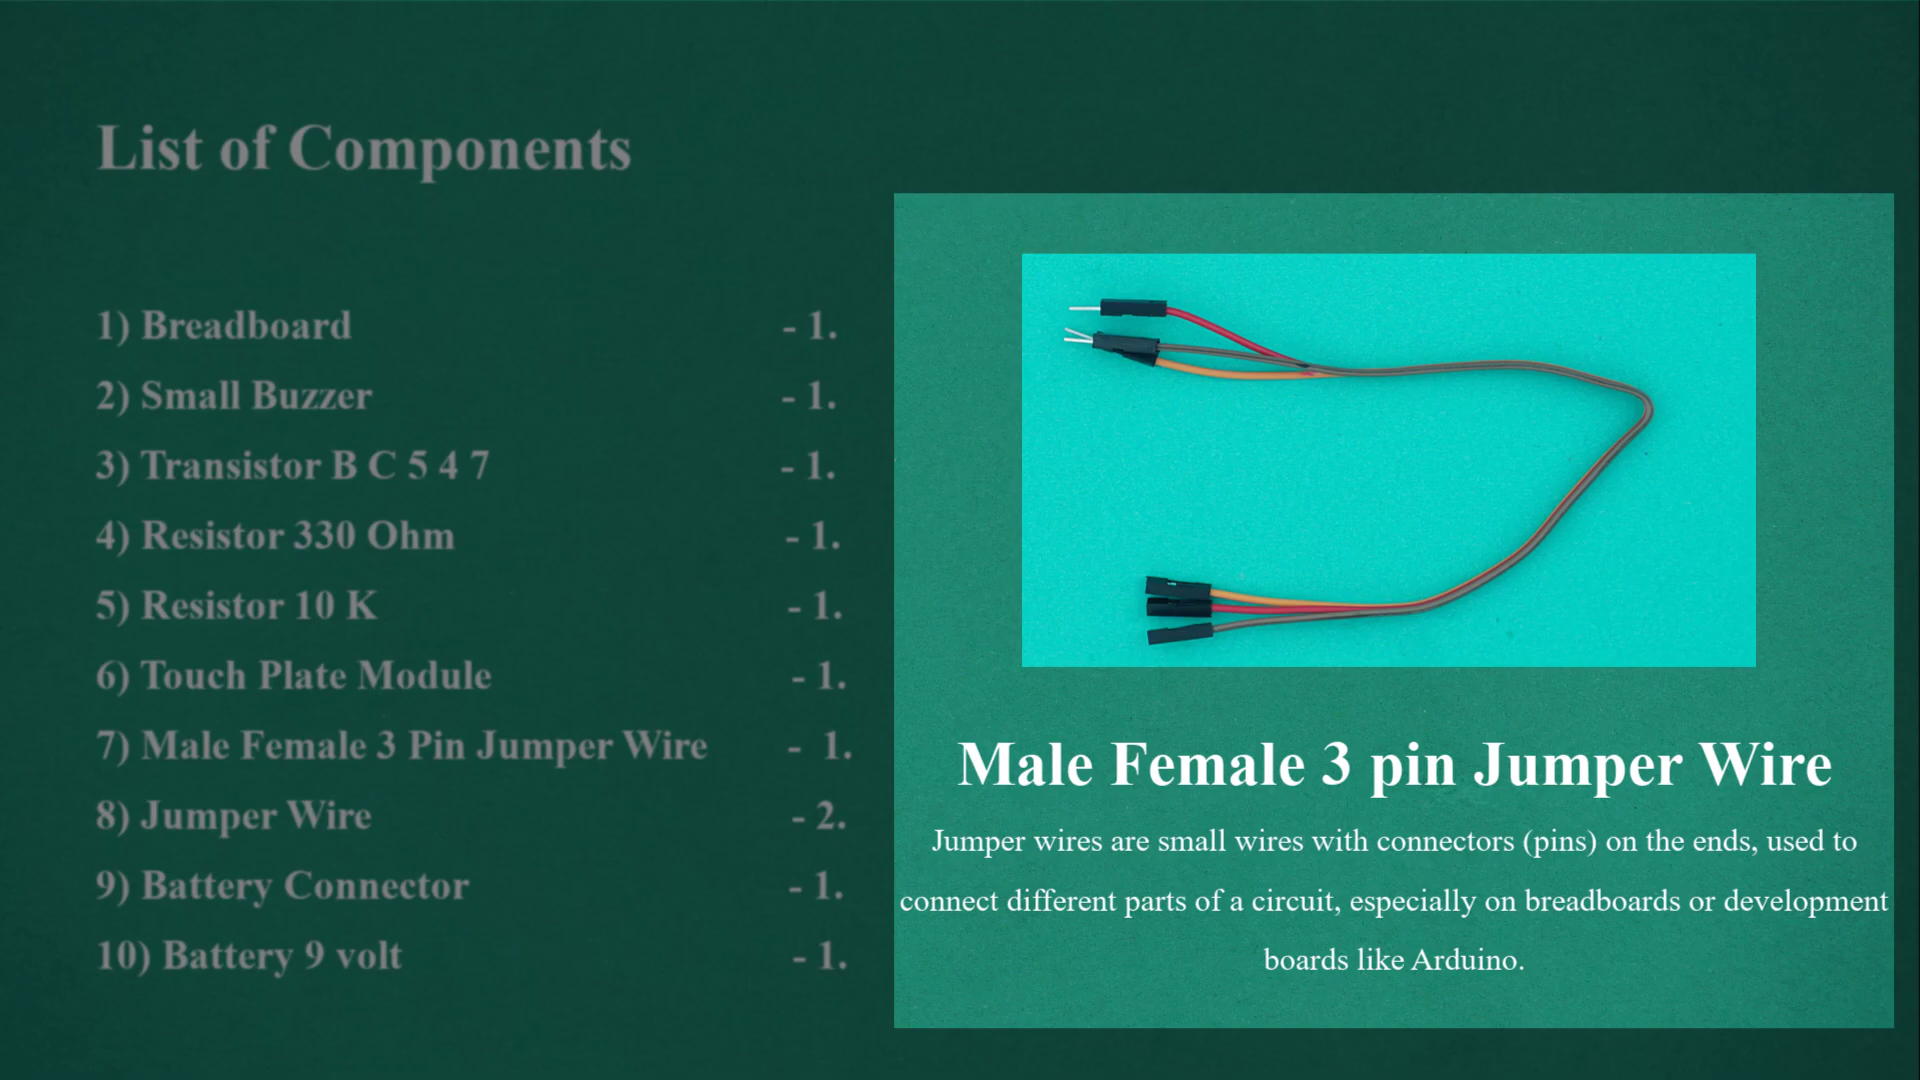 List of Components
1) Breadboard - 1.
2) Small Buzzer - 1.
3) Transistor B C 5 4 7 - 1.
4) Resistor 330 Ohm - 1.
5) Resistor 10 K - 1.
6) Touch Plate Module - 1.
7) Male Female 3 Pin Jumper Wire - 1.
8) Jumper Wire - 2.
9) Battery Connector - 1.
10) Battery 9 volt - 1.
Male Female 3 pin Jumper Wire
Jumper wires are small wires with connectors (pins) on the ends, used to
connect different parts of a circuit, especially on breadboards or development
boards like Arduino.